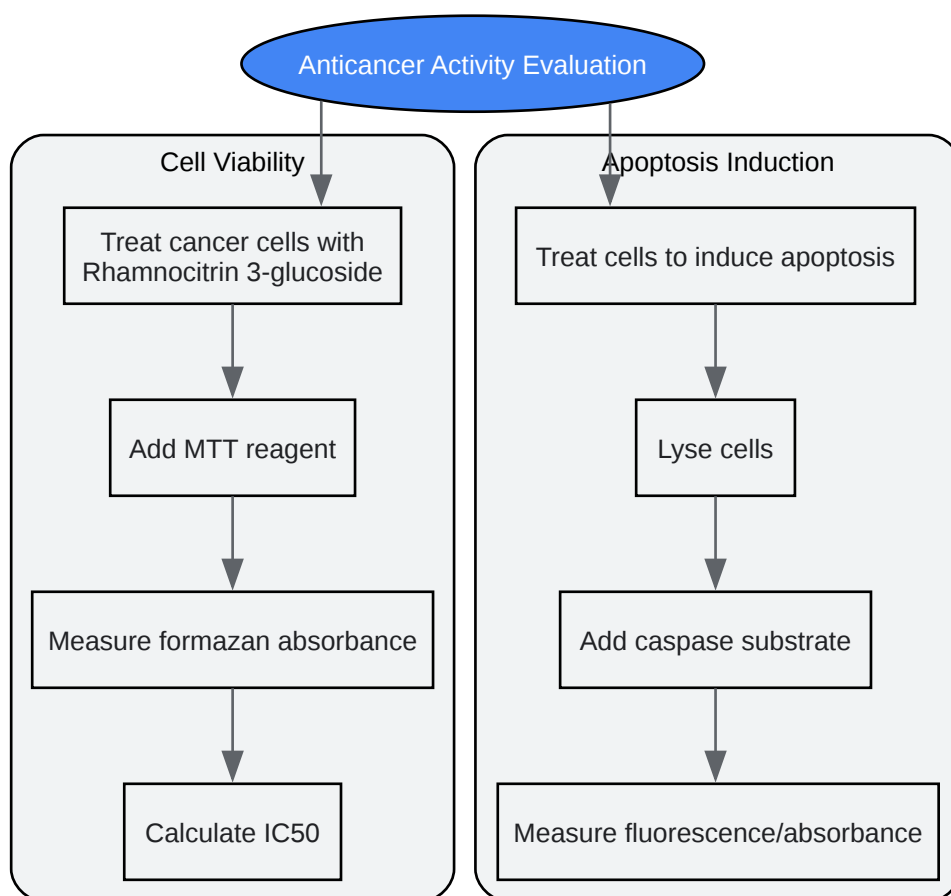 Anticancer Activity Evaluation
Cell Viability
Treat cancer cells with
Rhamnocitrin 3-glucoside
Add MTT reagent
Measure formazan absorbance
Calculate IC50
Apoptosis Induction
Treat cells to induce apoptosis
Lyse cells
Add caspase substrate
Measure fluorescence/absorbance